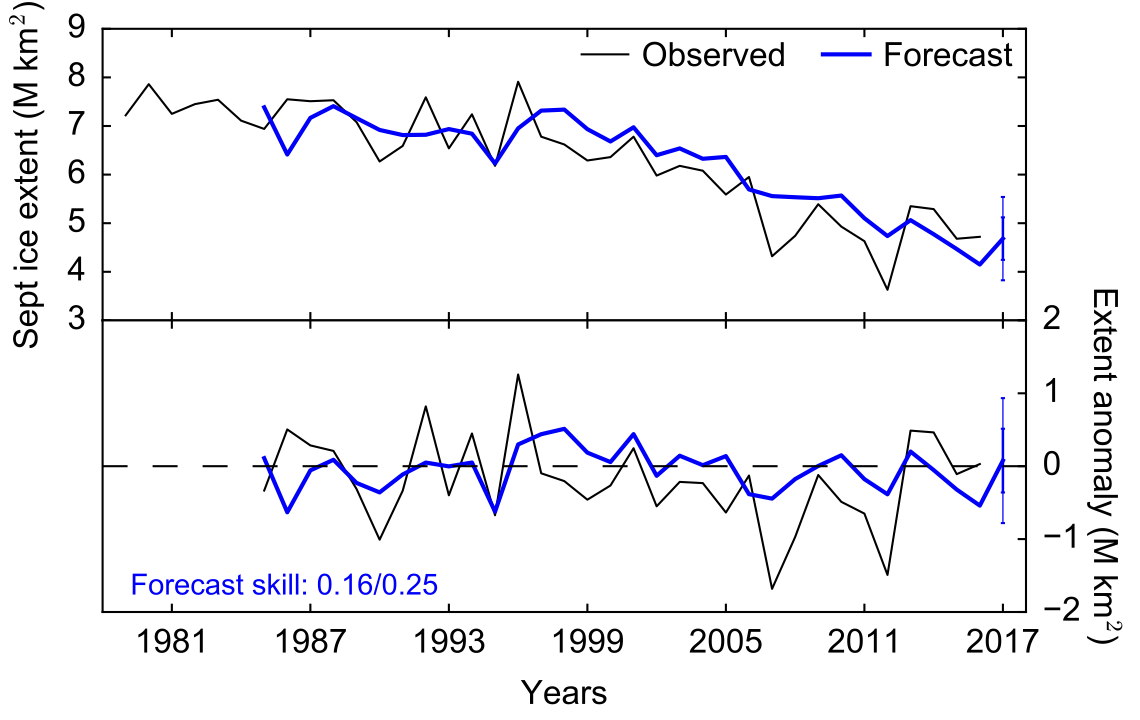 Sept ice extent (M km²)
9
8
7
6
5
4
3
Observed
Forecast
Extent anomaly (M km²)
2
1
0
−1
−2
Forecast skill: 0.16/0.25
1981 1987 1993 1999 2005 2011 2017
Years